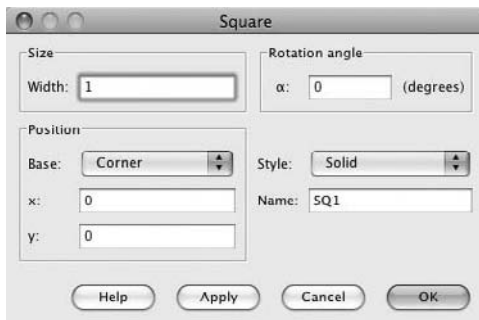 Square
Size
Width: 1
Rotation angle
α: 0 (degrees)
Position
Base: Corner
x: 0
y: 0
Style: Solid
Name: SQ1
Help Apply Cancel OK